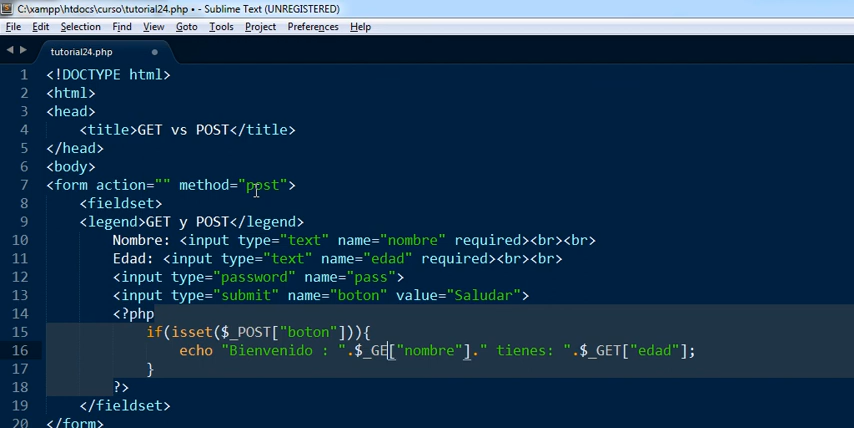 C:\xampp\htdocs\curso\tutorial24.php • - Sublime Text (UNREGISTERED)
File Edit Selection Find View Goto Tools Project Preferences Help
tutorial24.php
1 <!DOCTYPE html>
2 <html>
3 <head>
4 <title>GET vs POST</title>
5 </head>
6 <body>
7 <form action="" method="post">
8 <fieldset>
9 <legend>GET y POST</legend>
10 Nombre: <input type="text" name="nombre" required><br><br>
11 Edad: <input type="text" name="edad" required><br><br>
12 <input type="password" name="pass">
13 <input type="submit" name="boton" value="Saludar">
14 <?php
15 if(isset($_POST["boton"])){
16 echo "Bienvenido : ".$_GE["nombre"]." tienes: ".$_GET["edad"];
17 }
18 ?>
19 </fieldset>
20 </form>